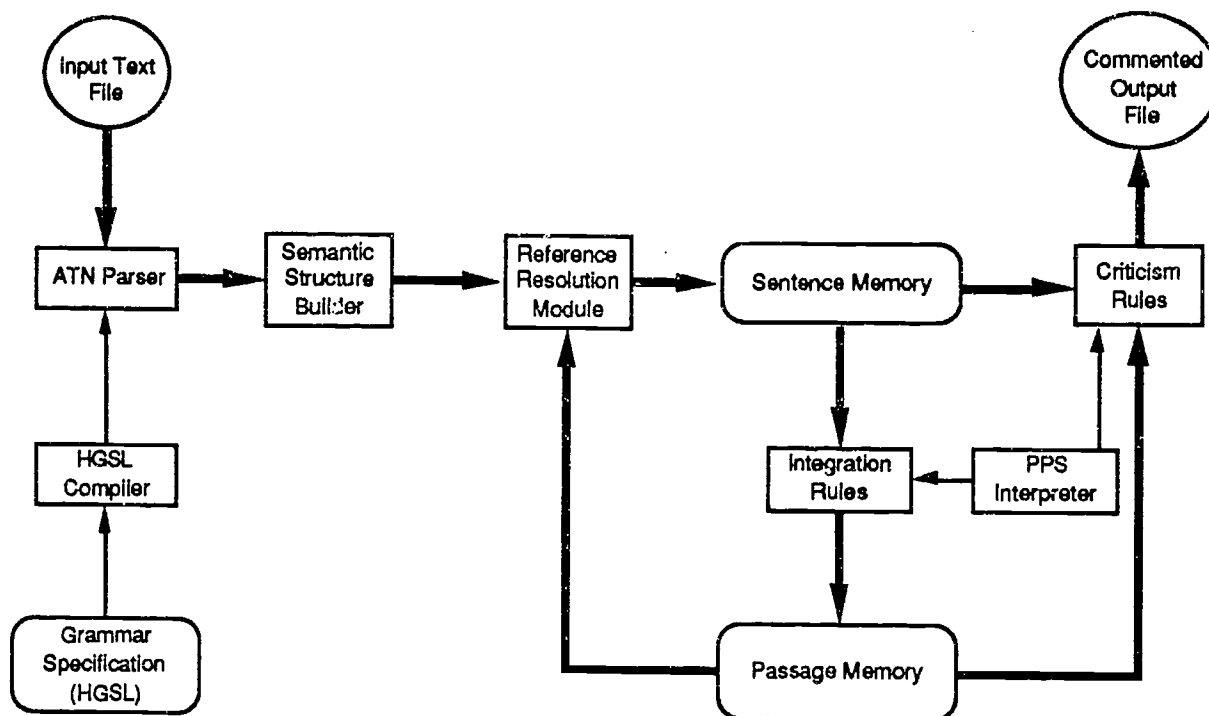 Input Text
File
Commented
Output
File
ATN Parser
Semantic
Structure
Builder
Reference
Resolution
Module
Sentence Memory
Criticism
Rules
HGSL
Compiler
Integration
Rules
PPS
Interpreter
Grammar
Specification
(HGSL)
Passage Memory